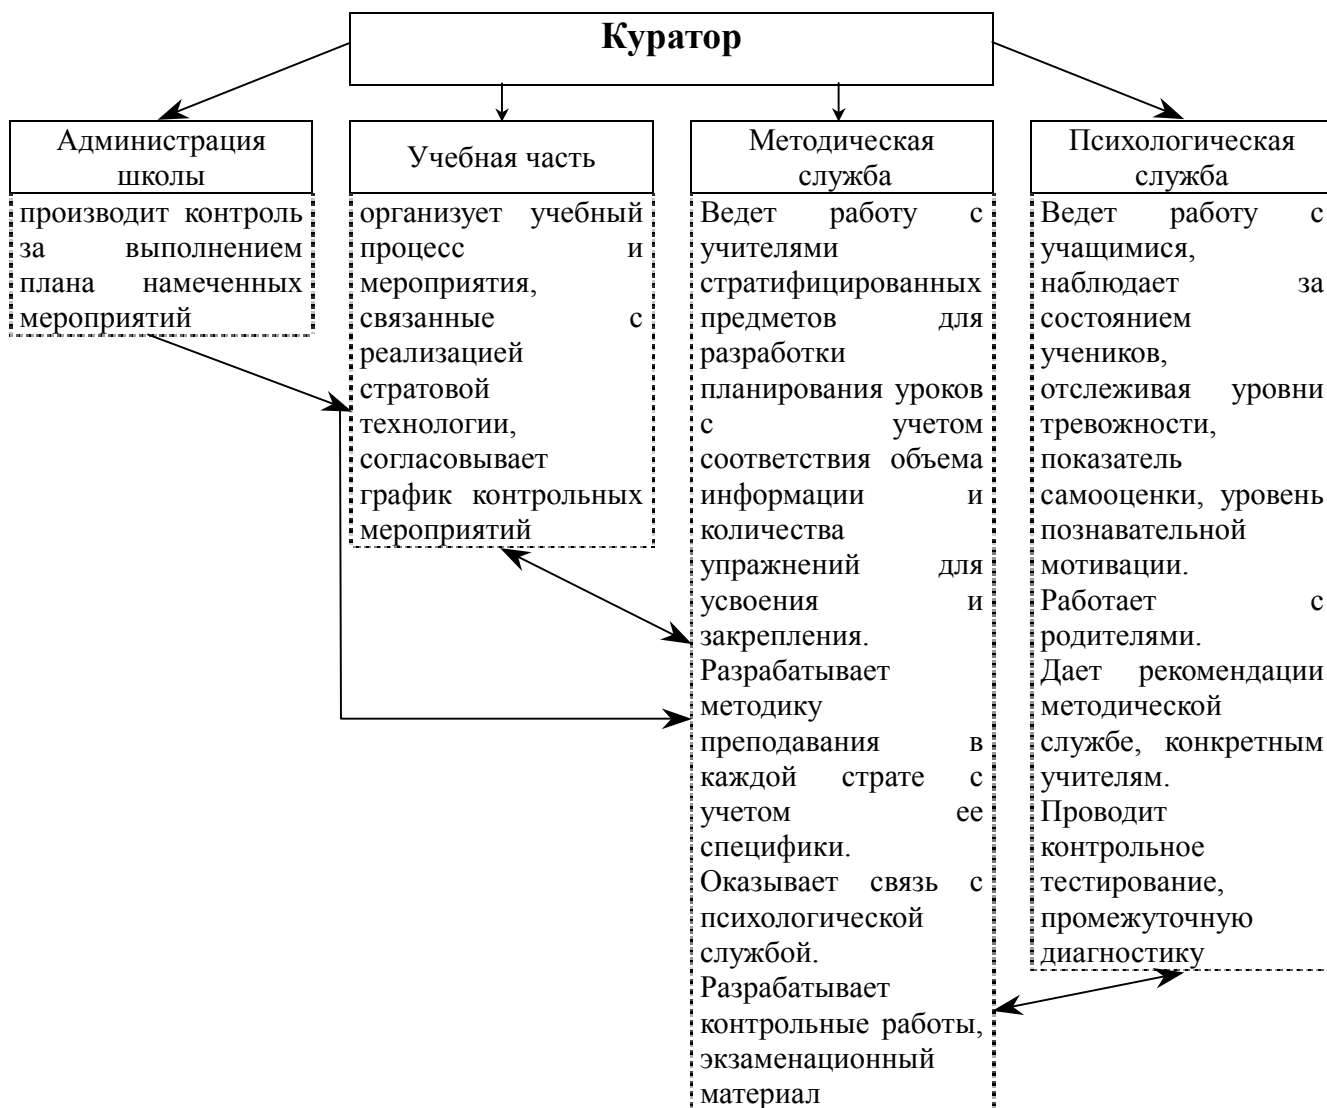 Куратор
Администрация
школы
производит контроль
за выполнением
плана намеченных
мероприятий
Учебная часть
организует учебный
процесс и
мероприятия,
связанные с
реализацией
стратовой
технологии,
согласовывает
график контрольных
мероприятий
Методическая
служба
Ведет работу с
учителями
стратифицированных
предметов для
разработки
планирования уроков
с учетом
соответствия объема
информации и
количества
упражнений для
усвоения и
закрепления.
Разрабатывает
методику
преподавания в
каждой страте с
учетом ее
специфики.
Оказывает связь с
психологической
службой.
Разрабатывает
контрольные работы,
экзаменационный
материал
Психологическая
служба
Ведет работу с
учащимися,
наблюдает за
состоянием
учеников,
отслеживая уровни
тревожности,
показатель
самооценки, уровень
познавательной
мотивации.
Работает с
родителями.
Дает рекомендации
методической
службе, конкретным
учителям.
Проводит
контрольное
тестирование,
промежуточную
диагностику